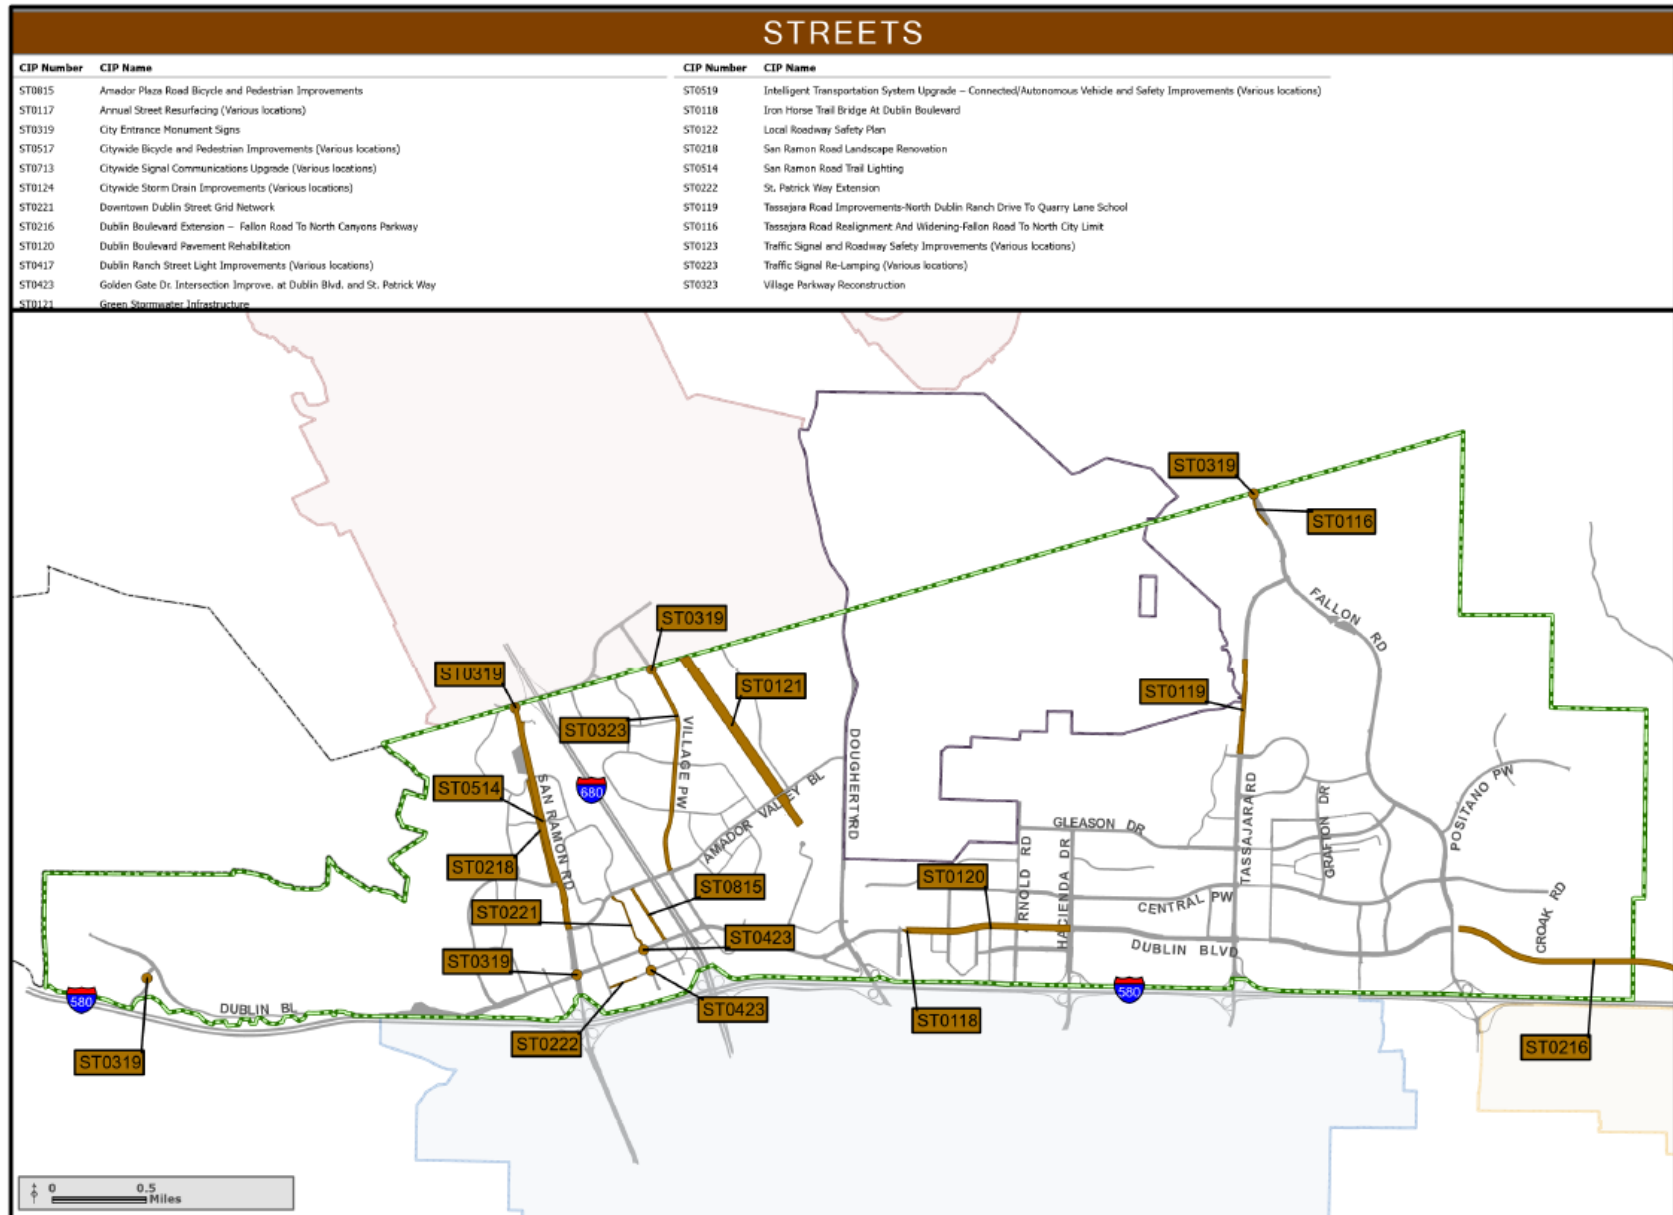 STREETS
CIP Number CIP Name
ST0815 Amador Plaza Road Bicycle and Pedestrian Improvements
ST0117 Annual Street Resurfacing (Various locations)
ST0319 City Entrance Monument Signs
ST0517 Citywide Bicycle and Pedestrian Improvements (Various locations)
ST0713 Citywide Signal Communications Upgrade (Various locations)
ST0124 Citywide Storm Drain Improvements (Various locations)
ST0221 Downtown Dublin Street Grid Network
ST0216 Dublin Boulevard Extension – Fallon Road To North Canyons Parkway
ST0120 Dublin Boulevard Pavement Rehabilitation
ST0417 Dublin Ranch Street Light Improvements (Various locations)
ST0423 Golden Gate Dr. Intersection Improve. at Dublin Blvd. and St. Patrick Way
ST0121 Green Stormwater Infrastructure
CIP Number CIP Name
ST0519 Intelligent Transportation System Upgrade – Connected/Autonomous Vehicle and Safety Improvements (Various locations)
ST0118 Iron Horse Trail Bridge At Dublin Boulevard
ST0122 Local Roadway Safety Plan
ST0218 San Ramon Road Landscape Renovation
ST0514 San Ramon Road Trail Lighting
ST0222 St. Patrick Way Extension
ST0119 Tassajara Road Improvements-North Dublin Ranch Drive To Quarry Lane School
ST0116 Tassajara Road Realignment And Widening-Fallon Road To North City Limit
ST0123 Traffic Signal and Roadway Safety Improvements (Various locations)
ST0223 Traffic Signal Re-Lamping (Various locations)
ST0323 Village Parkway Reconstruction
ST0319
ST0116
FALLON RD
ST0319
ST0319
ST0121
ST0119
ST0323
VILLAGE PW
DOUGHERTY RD
680
SAN RAMON RD
ST0514
AMADOR VALLEY BL
TASSAJARA RD
GRAFTON DR
POSITANO PW
GLEASON DR
ST0218
ST0815
ST0120
ARNOLD RD
HACIENDA DR
CENTRAL PW
CROAK RD
ST0221
ST0423
DUBLIN BLVD
ST0319
580
580
DUBLIN BL
ST0423
ST0118
ST0222
ST0216
ST0319
0 0.5
Miles